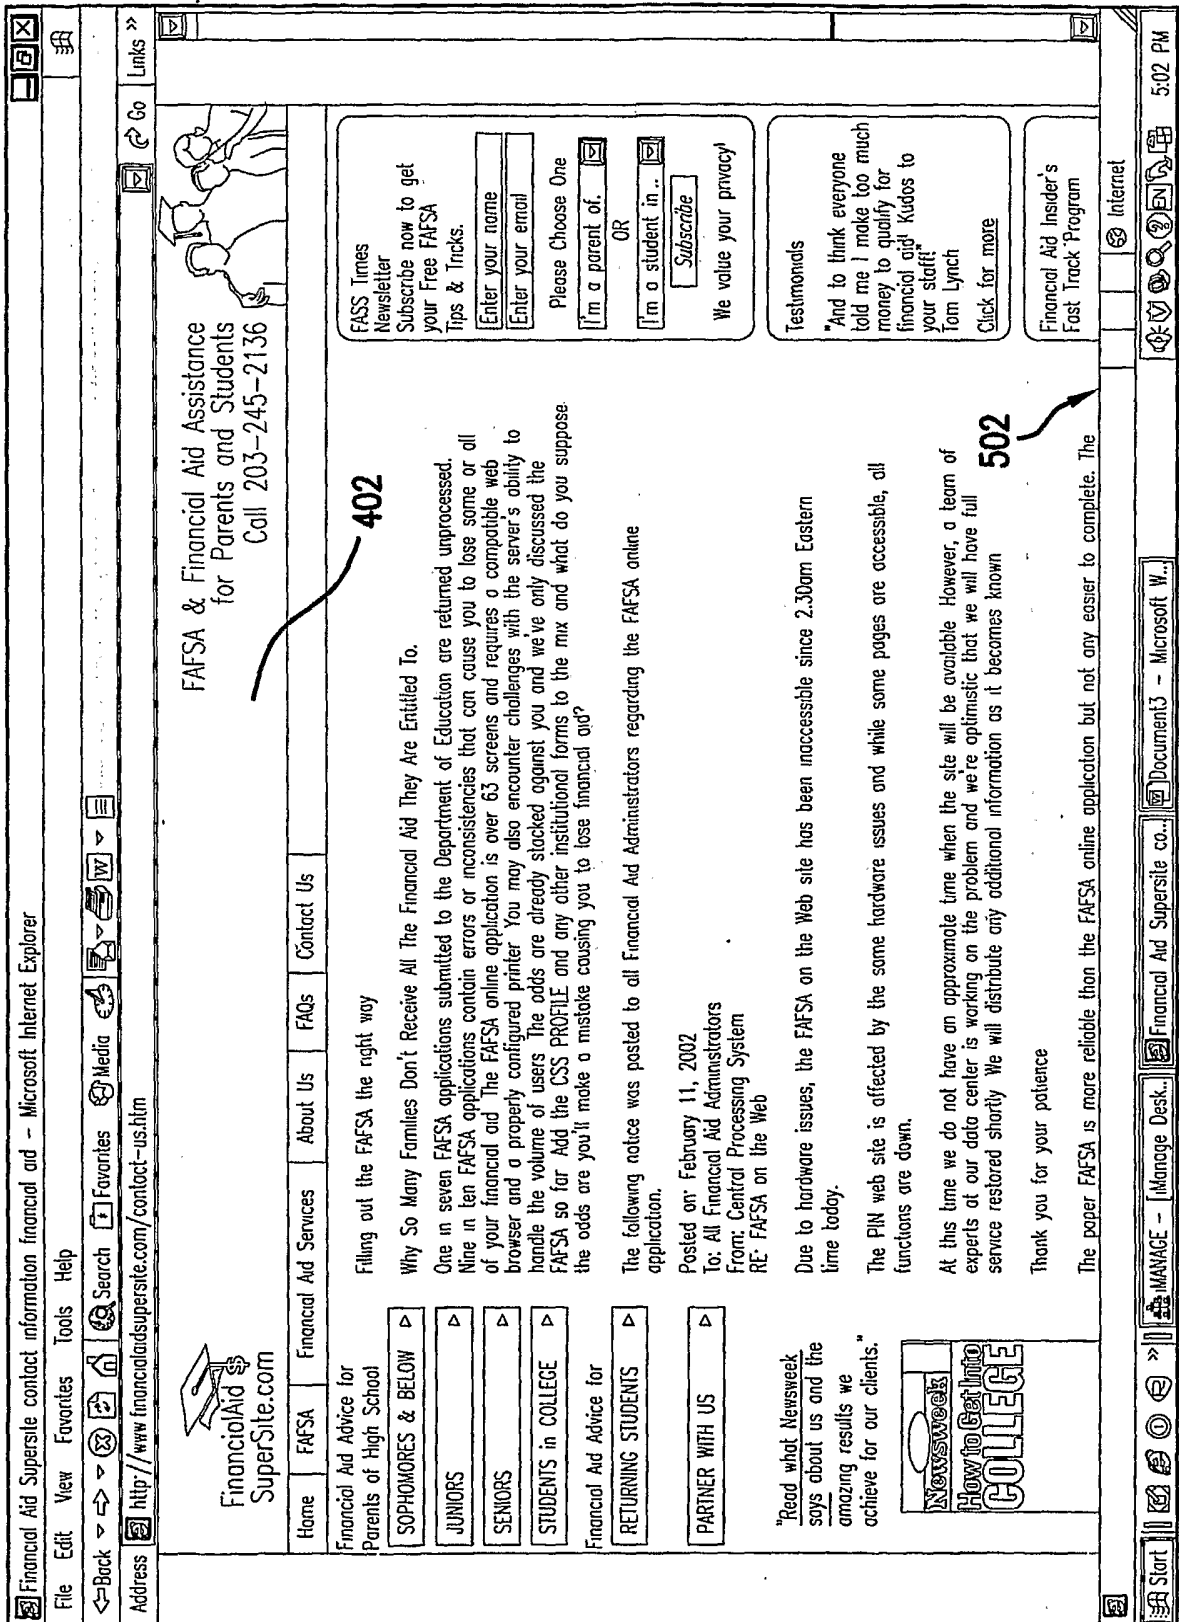 Financial Aid Supersite contact information financial aid - Microsoft Internet Explorer
File Edit View Favorites Tools Help
Back Search Favorites Media
Address http://www financialaidsupersite.com/contact-us.htm Go Links »
FinancialAid
SuperSite.com
FAFSA & Financial Aid Assistance
for Parents and Students
Call 203-245-2136
402
Home FAFSA Financial Aid Services About Us FAQs Contact Us
Financial Aid Advice for
Parents of High School
SOPHOMORES & BELOW
JUNIORS
SENIORS
STUDENTS in COLLEGE
Financial Aid Advice for
RETURNING STUDENTS
PARTNER WITH US
"Read what Newsweek
says about us and the
amazing results we
achieve for our clients."
Newsweek
How to Get Into
COLLEGE
Filling out the FAFSA the right way
Why So Many Families Don't Receive All The Financial Aid They Are Entitled To.
One in seven FAFSA applications submitted to the Department of Education are returned unprocessed.
Nine in ten FAFSA applications contain errors or inconsistencies that can cause you to lose some or all
of your financial aid The FAFSA online application is over 63 screens and requires a compatible web
browser and a properly configured printer You may also encounter challenges with the server's ability to
handle the volume of users The odds are already stacked against you and we've only discussed the
FAFSA so far Add the CSS PROFILE and any other institutional forms to the mix and what do you suppose
the odds are you'll make a mistake causing you to lose financial aid?
The following notice was posted to all Financial Aid Administrators regarding the FAFSA online
application.
Posted on: February 11, 2002
To: All Financial Aid Administrators
From: Central Processing System
RE: FAFSA on the Web
Due to hardware issues, the FAFSA on the Web site has been inaccessible since 2.30am Eastern
time today.
The PIN web site is affected by the some hardware issues and while some pages are accessible, all
functions are down.
At this time we do not have an approximate time when the site will be available However, a team of
experts at our data center is working on the problem and we're optimistic that we will have full
service restored shortly We will distribute any additional information as it becomes known
Thank you for your patience
The paper FAFSA is more reliable than the FAFSA online application but not any easier to complete. The
502
FASS Times
Newsletter
Subscribe now to get
your Free FAFSA
Tips & Tricks.
Enter your name
Enter your email
Please Choose One
I'm a parent of.
OR
I'm a student in ..
Subscribe
We value your privacy!
Testimonials
"And to think everyone
told me I make too much
money to qualify for
financial aid! Kudos to
your staff!"
Tom Lynch
Click for more
Financial Aid Insider's
Fast Track Program
Internet
Start » iMANAGE - [iManage Desk.. Financial Aid Supersite co.. Document3 - Microsoft W.. EN 5:02 PM